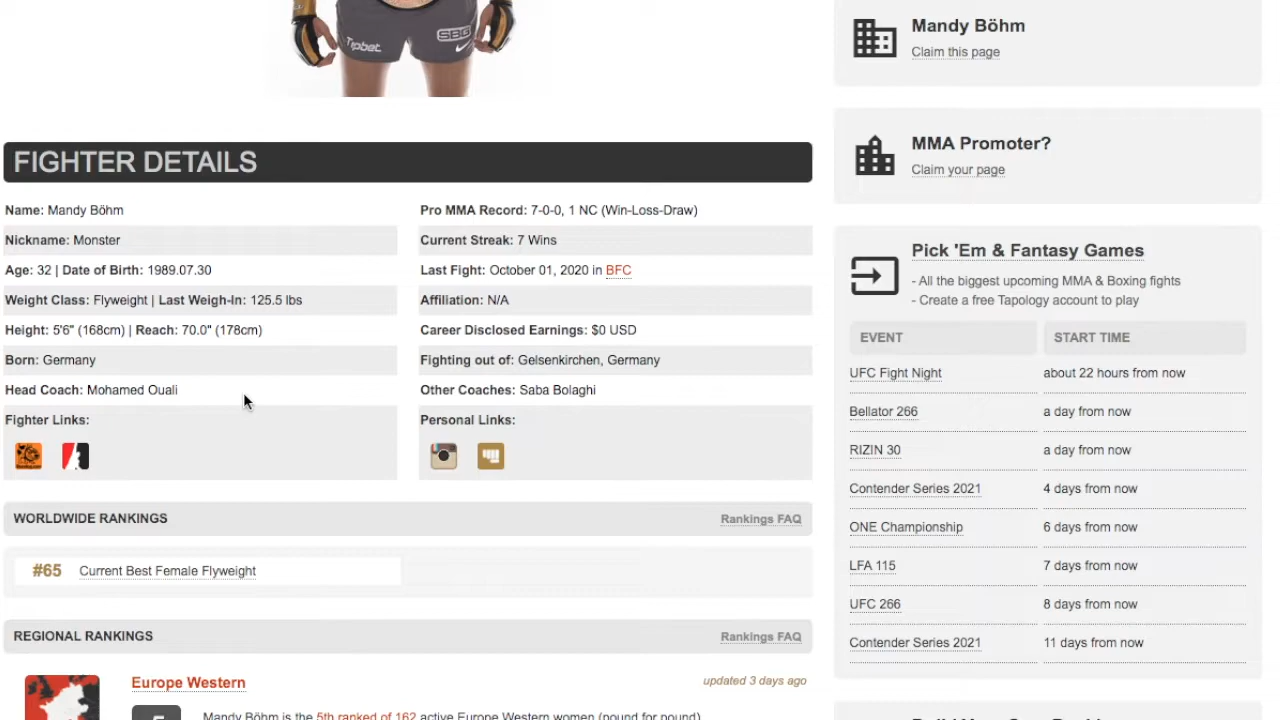 Tipbet.
SBG
Mandy Böhm
Claim this page
MMA Promoter?
Claim your page
FIGHTER DETAILS
Name: Mandy Böhm
Pro MMA Record: 7-0-0, 1 NC (Win-Loss-Draw)
Nickname: Monster
Current Streak: 7 Wins
Age: 32 | Date of Birth: 1989.07.30
Last Fight: October 01, 2020 in BFC
Weight Class: Flyweight | Last Weigh-In: 125.5 lbs
Affiliation: N/A
Height: 5'6" (168cm) | Reach: 70.0" (178cm)
Career Disclosed Earnings: $0 USD
Born: Germany
Fighting out of: Gelsenkirchen, Germany
Head Coach: Mohamed Ouali
Other Coaches: Saba Bolaghi
Fighter Links:
Personal Links:
WORLDWIDE RANKINGS
Rankings FAQ
#65 Current Best Female Flyweight
REGIONAL RANKINGS
Rankings FAQ
Europe Western
updated 3 days ago
Mandy Böhm is the 5th ranked of 162 active Europe Western women (pound for pound)
Pick 'Em & Fantasy Games
- All the biggest upcoming MMA & Boxing fights
- Create a free Tapology account to play
EVENT START TIME
UFC Fight Night about 22 hours from now
Bellator 266 a day from now
RIZIN 30 a day from now
Contender Series 2021 4 days from now
ONE Championship 6 days from now
LFA 115 7 days from now
UFC 266 8 days from now
Contender Series 2021 11 days from now